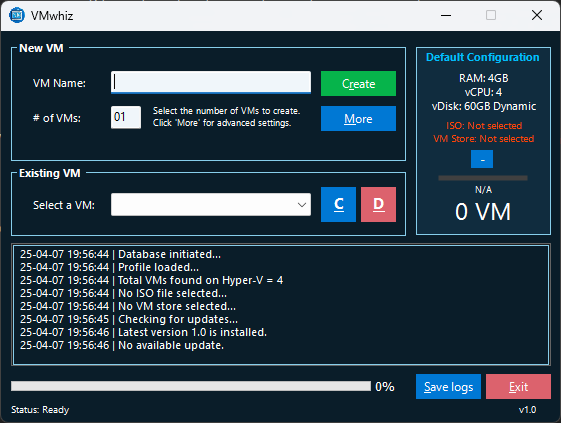 VMwhiz
New VM
VM Name:
Create
# of VMs:
01
Select the number of VMs to create.
Click 'More' for advanced settings.
More
Default Configuration
RAM: 4GB
vCPU: 4
vDisk: 60GB Dynamic
ISO: Not selected
VM Store: Not selected
-
N/A
0 VM
Existing VM
Select a VM:
C
D
25-04-07 19:56:44 | Database initiated...
25-04-07 19:56:44 | Profile loaded...
25-04-07 19:56:44 | Total VMs found on Hyper-V = 4
25-04-07 19:56:44 | No ISO file selected...
25-04-07 19:56:44 | No VM store selected...
25-04-07 19:56:45 | Checking for updates...
25-04-07 19:56:46 | Latest version 1.0 is installed.
25-04-07 19:56:46 | No available update.
0%
Save logs
Exit
Status: Ready
v1.0